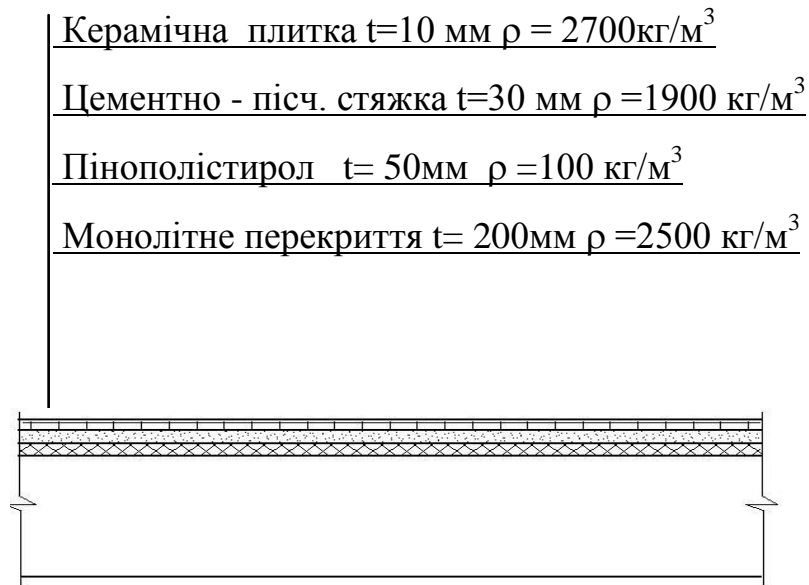 Керамічна плитка t=10 мм ρ = 2700кг/м³
Цементно - пісч. стяжка t=30 мм ρ =1900 кг/м³
Пінополістирол t= 50мм ρ =100 кг/м³
Монолітне перекриття t= 200мм ρ =2500 кг/м³